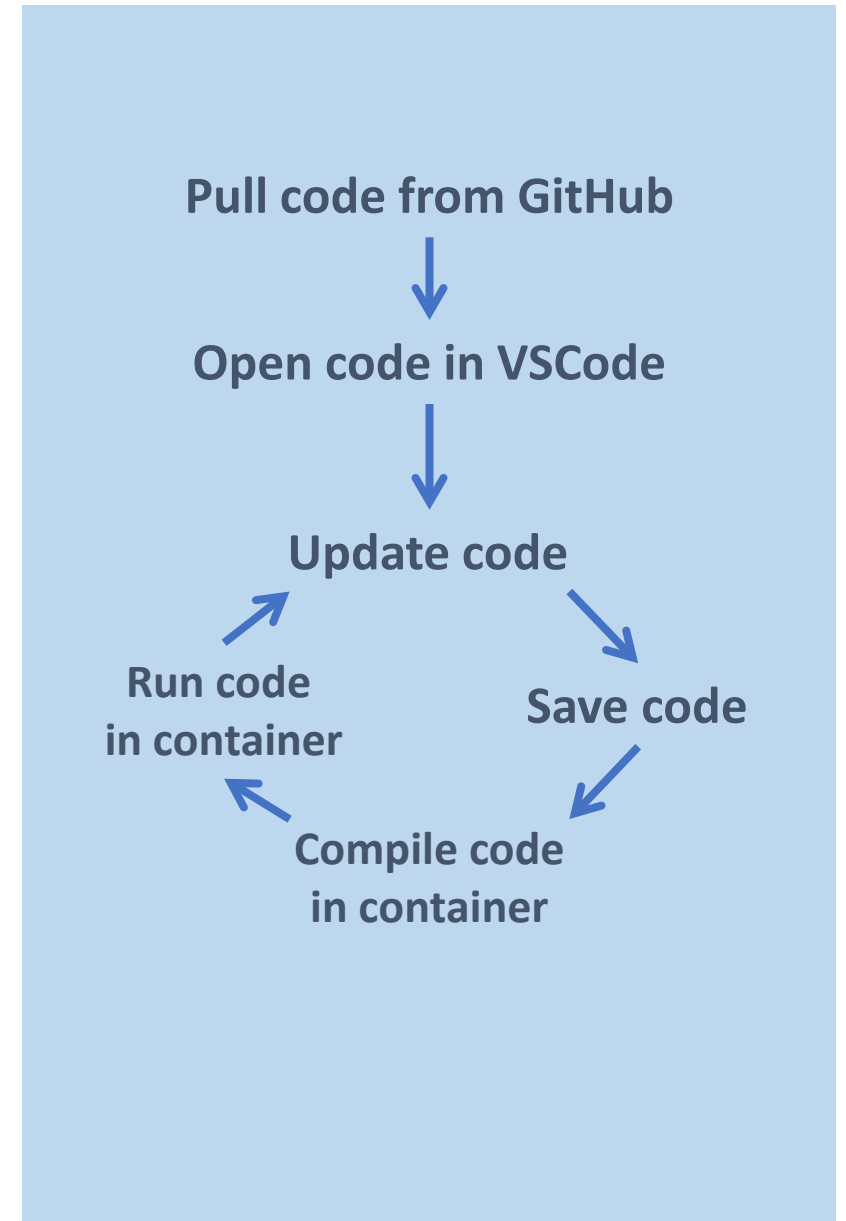 Pull code from GitHub
Open code in VSCode
Update code
Run code
in container
Save code
Compile code
in container